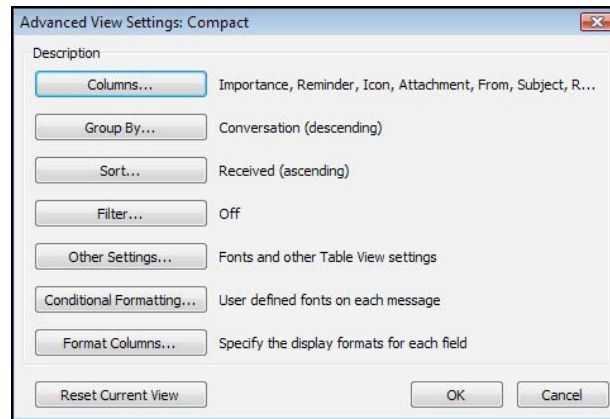 Advanced View Settings: Compact
Description
Columns... Importance, Reminder, Icon, Attachment, From, Subject, R...
Group By... Conversation (descending)
Sort... Received (ascending)
Filter... Off
Other Settings... Fonts and other Table View settings
Conditional Formatting... User defined fonts on each message
Format Columns... Specify the display formats for each field
Reset Current View OK Cancel